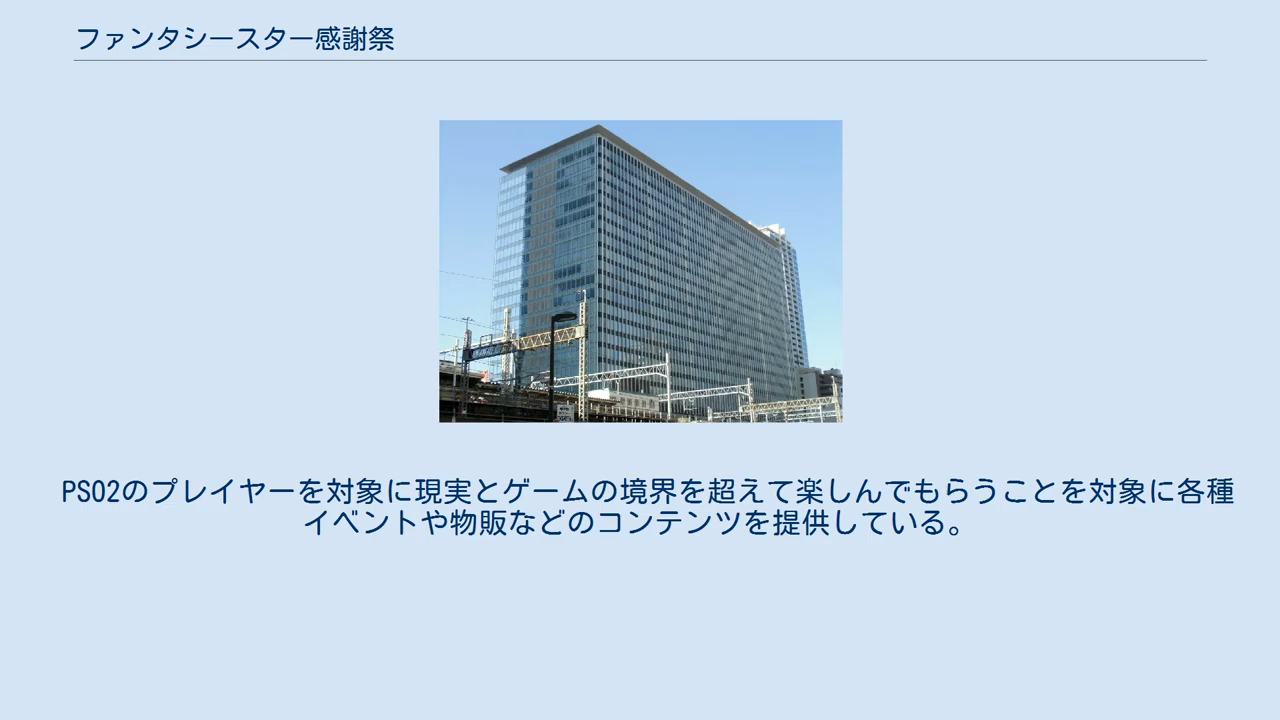 ファンタシースター感謝祭
PSO2のプレイヤーを対象に現実とゲームの境界を超えて楽しんでもらうことを対象に各種
イベントや物販などのコンテンツを提供している。